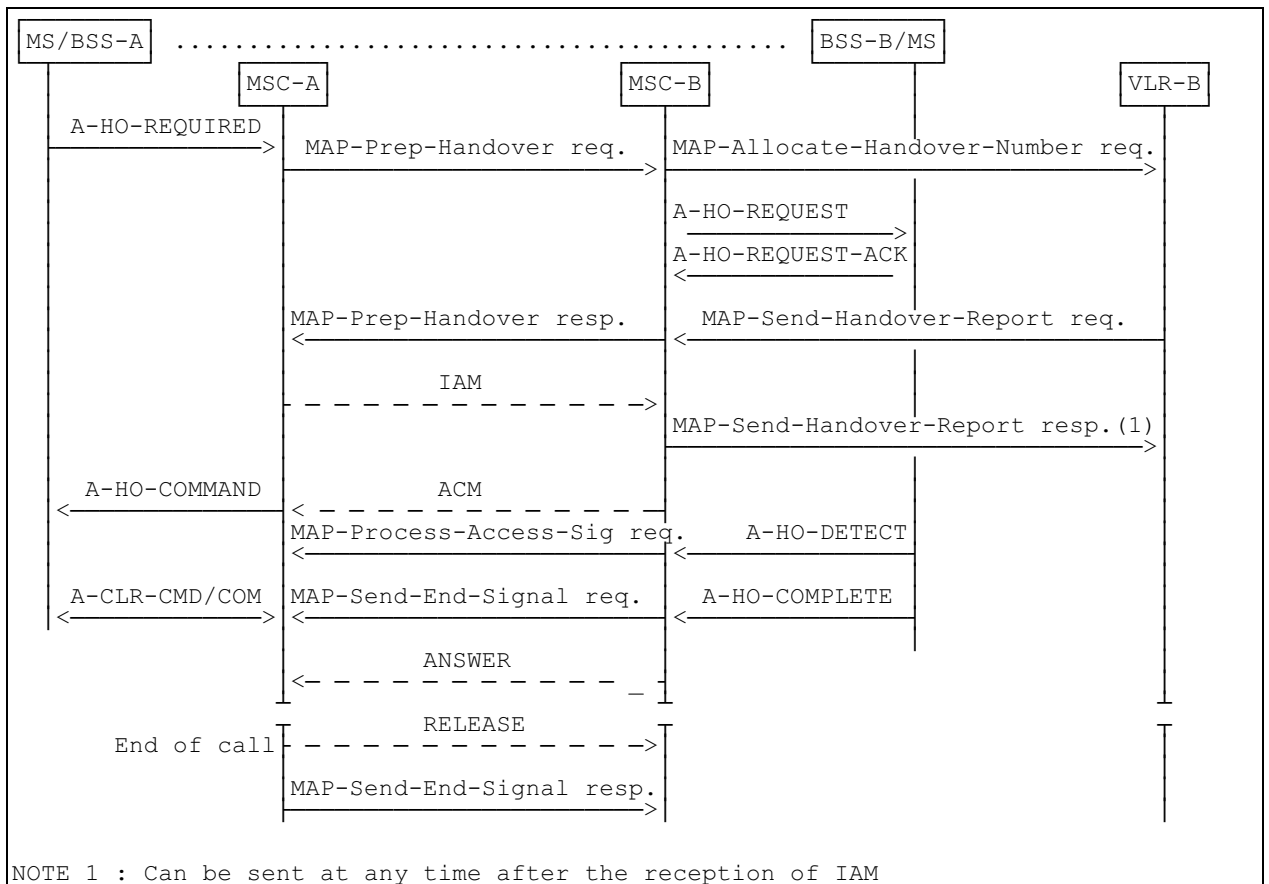 MS/BSS-A ........................................... BSS-B/MS
MSC-A MSC-B VLR-B
A-HO-REQUIRED
MAP-Prep-Handover req. MAP-Allocate-Handover-Number req.
A-HO-REQUEST
A-HO-REQUEST-ACK
MAP-Prep-Handover resp. MAP-Send-Handover-Report req.
IAM
MAP-Send-Handover-Report resp.(1)
A-HO-COMMAND ACM
MAP-Process-Access-Sig req. A-HO-DETECT
A-CLR-CMD/COM MAP-Send-End-Signal req. A-HO-COMPLETE
ANSWER
RELEASE
End of call
MAP-Send-End-Signal resp.
NOTE 1 : Can be sent at any time after the reception of IAM